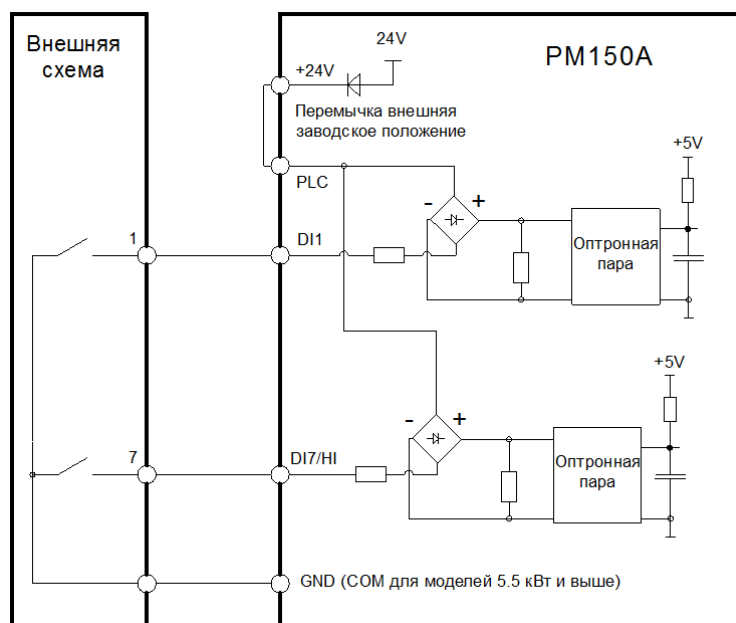 Внешняя
схема
24V
PM150A
+24V
Перемычка внешняя
заводское положение
+5V
PLC
-
+
1
DI1
Оптронная
пара
+5V
-
+
7
DI7/HI
Оптронная
пара
GND (COM для моделей 5.5 кВт и выше)